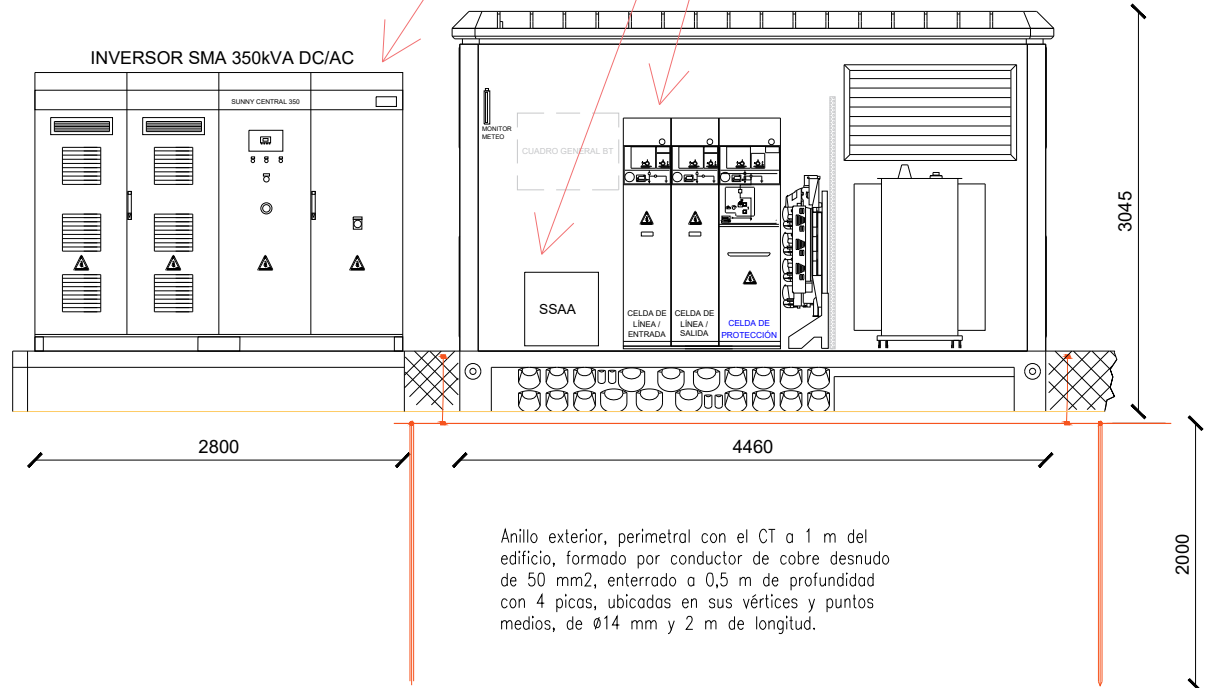 INVERSOR SMA 350kVA DC/AC
SUNNY CENTRAL 350
MONITOR
METEO
CUADRO GENERAL BT
SSAA
CELDA DE
LÍNEA /
ENTRADA
CELDA DE
LÍNEA /
SALIDA
CELDA DE
PROTECCIÓN
3045
2800
4460
2000
Anillo exterior, perimetral con el CT a 1 m del
edificio, formado por conductor de cobre desnudo
de 50 mm2, enterrado a 0,5 m de profundidad
con 4 picas, ubicadas en sus vértices y puntos
medios, de ø14 mm y 2 m de longitud.